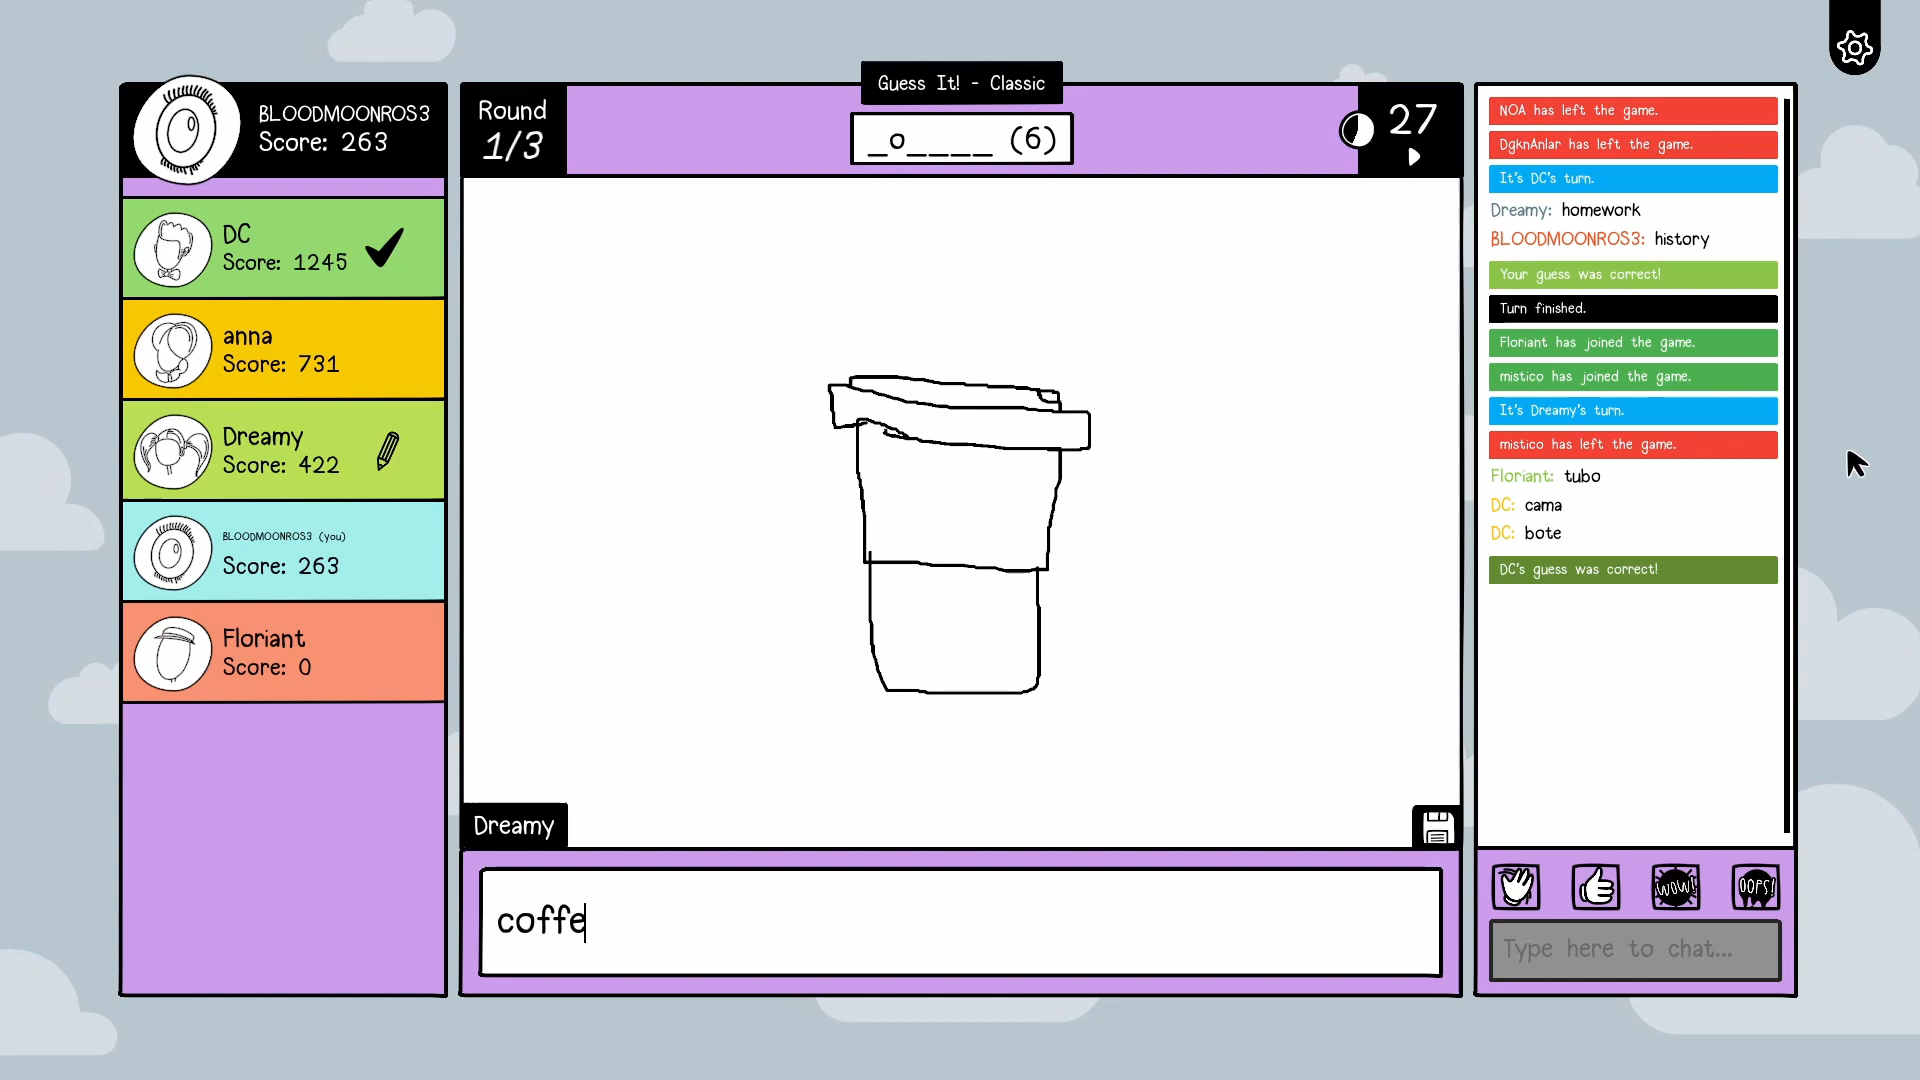 Guess It! - Classic
BLOODMOONROS3
Score: 263
Round
1/3
_o____ (6)
27
DC
Score: 1245
anna
Score: 731
Dreamy
Score: 422
BLOODMOONROS3 (you)
Score: 263
Floriant
Score: 0
Dreamy
coffe
NOA has left the game.
DgknAnlar has left the game.
It's DC's turn.
Dreamy: homework
BLOODMOONROS3: history
Your guess was correct!
Turn finished.
Floriant has joined the game.
mistico has joined the game.
It's Dreamy's turn.
mistico has left the game.
Floriant: tubo
DC: cama
DC: bote
DC's guess was correct!
WOW!
OOPS!
Type here to chat...